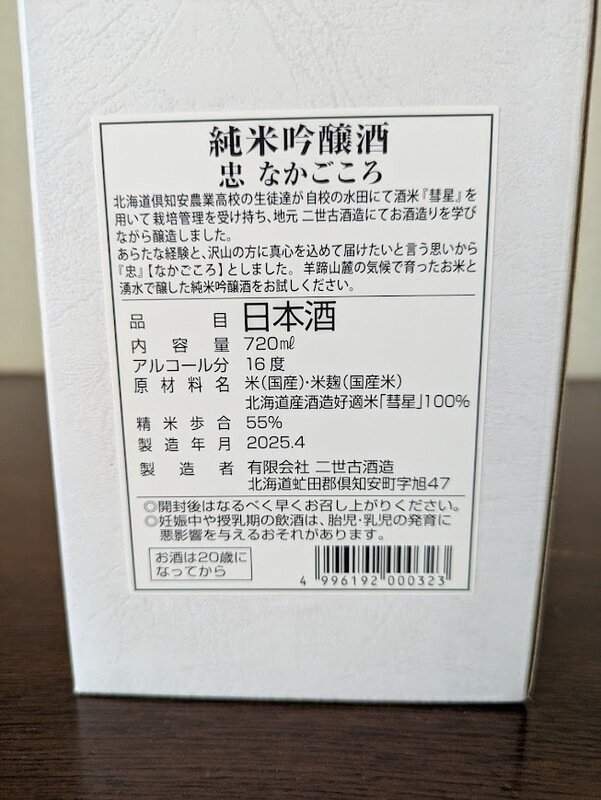 純米吟醸酒
忠 なかごころ
北海道倶知安農業高校の生徒達が自校の水田にて酒米『彗星』を
用いて栽培管理を受け持ち、地元 二世古酒造にてお酒造りを学び
ながら醸造しました。
あらたな経験と、沢山の方に真心を込めて届けたいと言う思いから
『忠』【なかごころ】としました。羊蹄山麓の気候で育ったお米と
湧水で醸した純米吟醸酒をお試しください。
品目 日本酒
内容量 720㎖
アルコール分 16度
原材料名 米(国産)・米麹(国産米)
北海道産酒造好適米「彗星」100%
精米歩合 55%
製造年月 2025.4
製造者 有限会社 二世古酒造
北海道虻田郡倶知安町字旭47
◎開封後はなるべく早くお召し上がりください。
◎妊娠中や授乳期の飲酒は、胎児・乳児の発育に
悪影響を与えるおそれがあります。
お酒は20歳に
なってから
4 996192 000323